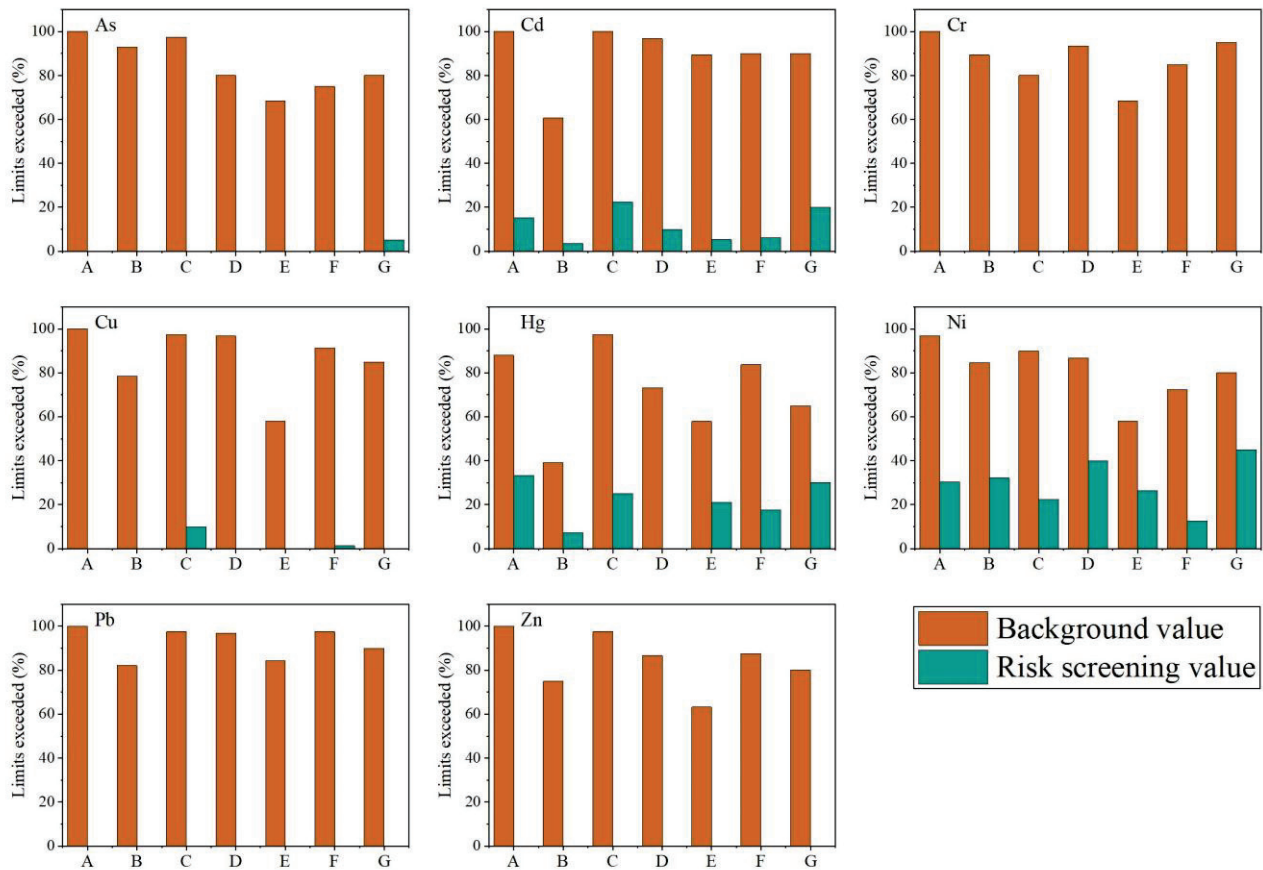 As
Limits exceeded (%)
100
80
60
40
20
0
A B C D E F G
Cd
Limits exceeded (%)
100
80
60
40
20
0
A B C D E F G
Cr
Limits exceeded (%)
100
80
60
40
20
0
A B C D E F G
Cu
Limits exceeded (%)
100
80
60
40
20
0
A B C D E F G
Hg
Limits exceeded (%)
100
80
60
40
20
0
A B C D E F G
Ni
Limits exceeded (%)
100
80
60
40
20
0
A B C D E F G
Pb
Limits exceeded (%)
100
80
60
40
20
0
A B C D E F G
Zn
Limits exceeded (%)
100
80
60
40
20
0
A B C D E F G
Background value
Risk screening value